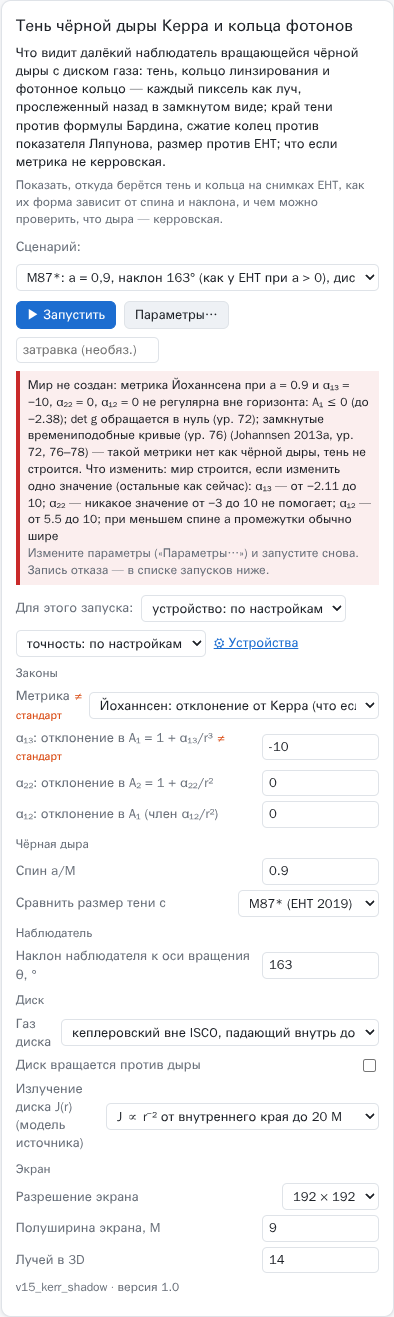 Тень чёрной дыры Керра и кольца фотонов
Что видит далёкий наблюдатель вращающейся чёрной
дыры с диском газа: тень, кольцо линзирования и
фотонное кольцо — каждый пиксель как луч,
прослеженный назад в замкнутом виде; край тени
против формулы Бардина, сжатие колец против
показателя Ляпунова, размер против EHT; что если
метрика не керровская.
Показать, откуда берётся тень и кольца на снимках EHT, как
их форма зависит от спина и наклона, и чем можно
проверить, что дыра — керровская.
Сценарий:
M87*: a = 0,9, наклон 163° (как у EHT при a > 0), дис
▶ Запустить
Параметры⋯
затравка (необяз.)
Мир не создан: метрика Йоханнсена при a = 0.9 и α₁₃ =
−10, α₂₂ = 0, α₁₂ = 0 не регулярна вне горизонта: A₁ ≤ 0 (до
−2.38); det g обращается в нуль (ур. 72); замкнутые
времениподобные кривые (ур. 76) (Johannsen 2013a, ур.
72, 76–78) — такой метрики нет как чёрной дыры, тень не
строится. Что изменить: мир строится, если изменить
одно значение (остальные как сейчас): α₁₃ — от −2.11 до
10; α₂₂ — никакое значение от −3 до 10 не помогает; α₁₂ —
от 5.5 до 10; при меньшем спине a промежутки обычно
шире
Измените параметры («Параметры⋯») и запустите снова.
Запись отказа — в списке запусков ниже.
Для этого запуска:
устройство: по настройкам
точность: по настройкам
⚙ Устройства
Законы
Метрика ≠
стандарт
Йоханнсен: отклонение от Керра (что есл
α₁₃: отклонение в A₁ = 1 + α₁₃/r³ ≠
стандарт
-10
α₂₂: отклонение в A₂ = 1 + α₂₂/r²
0
α₁₂: отклонение в A₁ (член α₁₂/r²)
0
Чёрная дыра
Спин a/M
0.9
Сравнить размер тени с
M87* (EHT 2019)
Наблюдатель
Наклон наблюдателя к оси вращения
θ, °
163
Диск
Газ
диска
кеплеровский вне ISCO, падающий внутрь до
Диск вращается против дыры
Излучение
диска J(r)
(модель
источника)
J ∝ r⁻² от внутреннего края до 20 M
Экран
Разрешение экрана
192 × 192
Полуширина экрана, M
9
Лучей в 3D
14
v15_kerr_shadow · версия 1.0